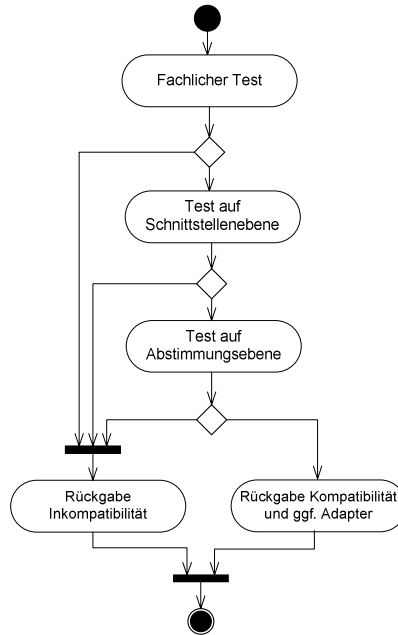 Fachlicher Test
Test auf
Schnittstellenebene
Test auf
Abstimmungsebene
Rückgabe
Inkompatibilität
Rückgabe Kompatibilität
und ggf. Adapter